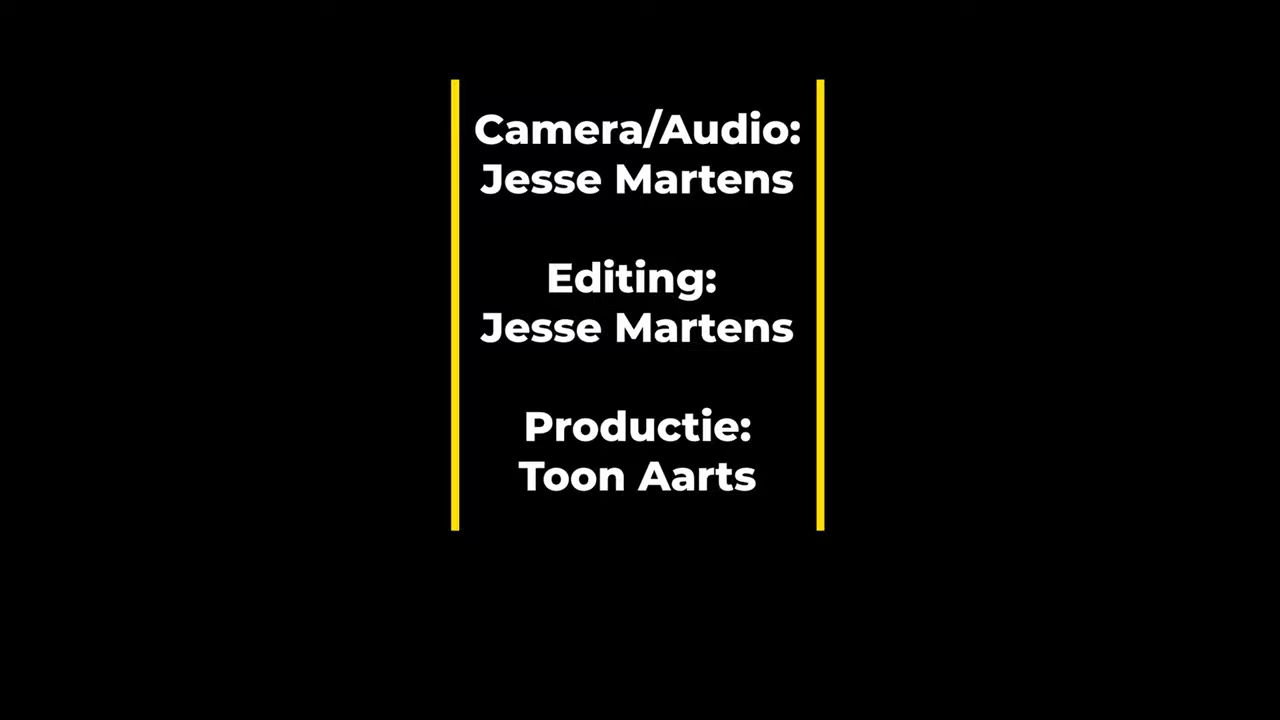 Camera/Audio:
Jesse Martens
Editing:
Jesse Martens
Productie:
Toon Aarts